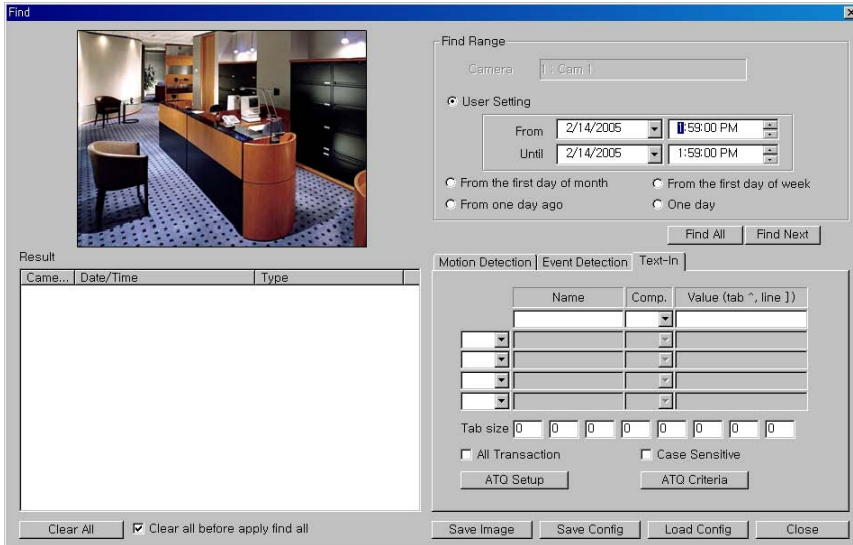 Find
Find Range
Camera 1 : Cam 1
User Setting
From 2/14/2005 1:59:00 PM
Until 2/14/2005 1:59:00 PM
From the first day of month From the first day of week
From one day ago One day
Find All Find Next
Result
Came... Date/Time Type
Motion Detection Event Detection Text-In
Name Comp. Value (tab ^, line ])
Tab size 0 0 0 0 0 0 0 0
All Transaction Case Sensitive
ATQ Setup ATQ Criteria
Clear All Clear all before apply find all
Save Image Save Config Load Config Close